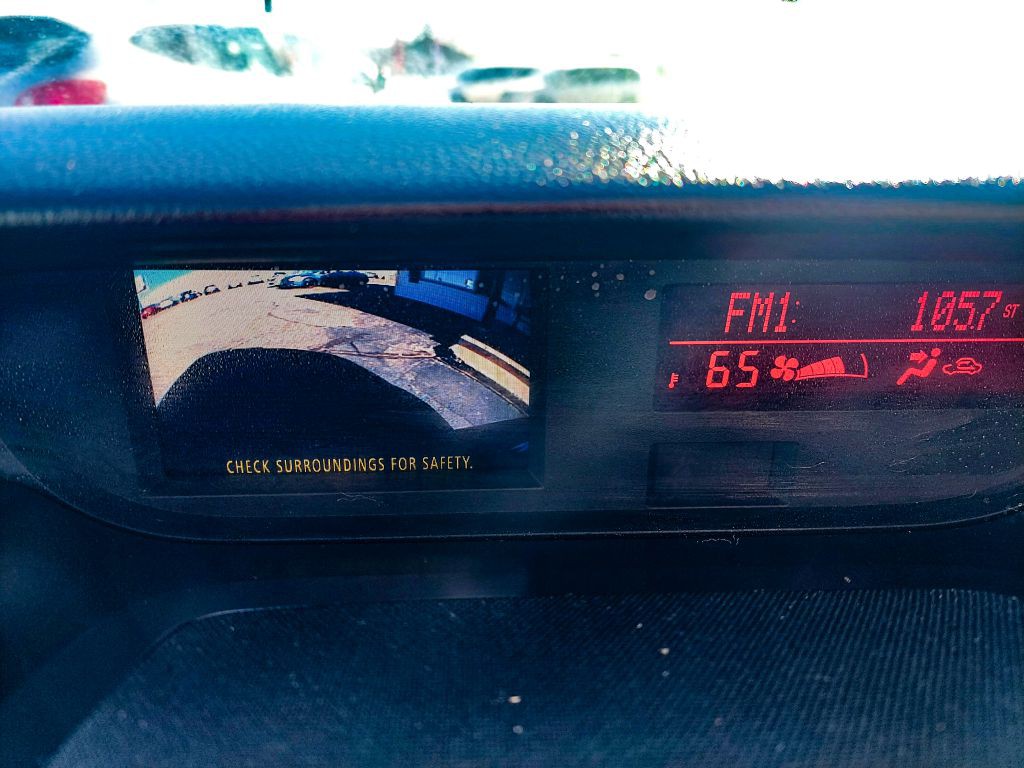 CHECK SURROUNDINGS FOR SAFETY.
FM1: 105.7 ST
65